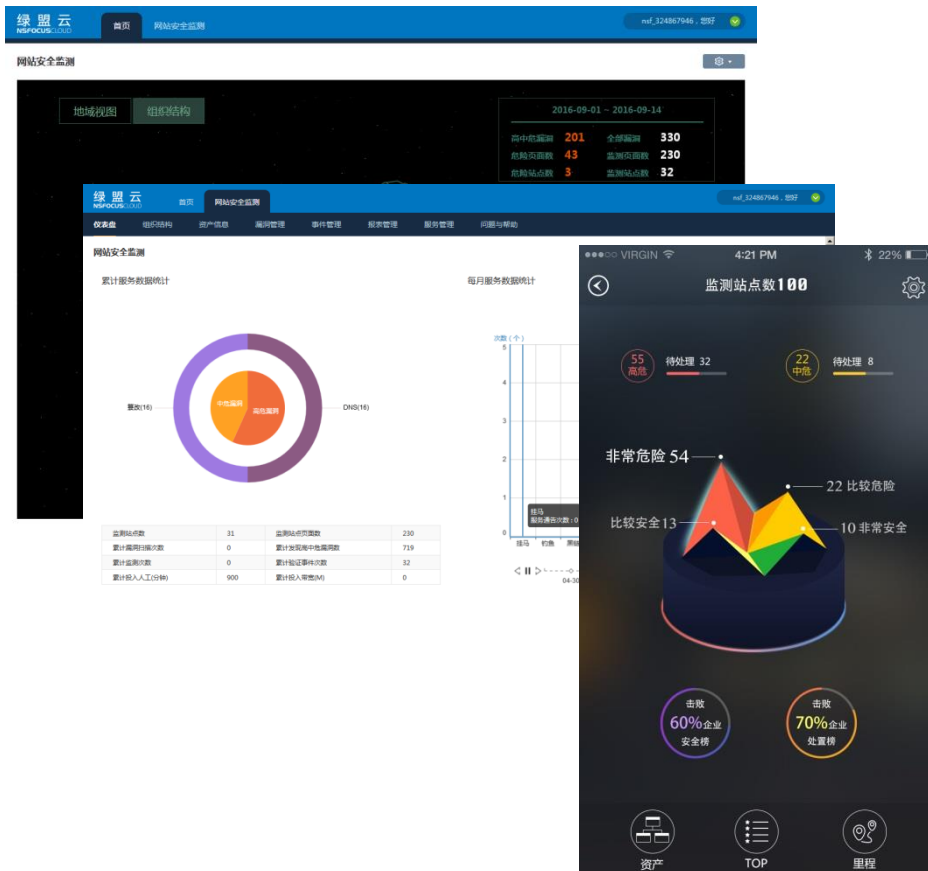 绿盟云
NSFOCUSCLOUD
首页 网站安全监测
nsf_324867946，您好
网站安全监测
地域视图 组织结构
2016-09-01 ~ 2016-09-14
高中危漏洞 201 全部漏洞 330
危险页面数 43 监测页面数 230
危险站点数 3 监测站点数 32
绿盟云
NSFOCUSCLOUD
首页 网站安全监测
nsf_324867946，您好
仪表盘 组织结构 资产信息 漏洞管理 事件管理 报表管理 服务管理 问题与帮助
网站安全监测
累计服务数据统计
每月服务数据统计
篡改(16)
中危漏洞
高危漏洞
DNS(16)
次数（个）
5
4
3
2
1
0
挂马
服务通告次数 : 0
挂马 钓鱼 黑链
04-30
监测站点数 31 监测站点页面数 230
累计漏洞扫描次数 0 累计发现高中危漏洞数 719
累计监测次数 0 累计验证事件次数 32
累计投入人工(分钟) 900 累计投入带宽(M) 0
VIRGIN 4:21 PM 22%
监测站点数100
55
高危
待处理 32
22
中危
待处理 8
非常危险 54
22 比较危险
比较安全13
10 非常安全
击败
60%企业
安全榜
击败
70%企业
处置榜
资产 TOP 里程